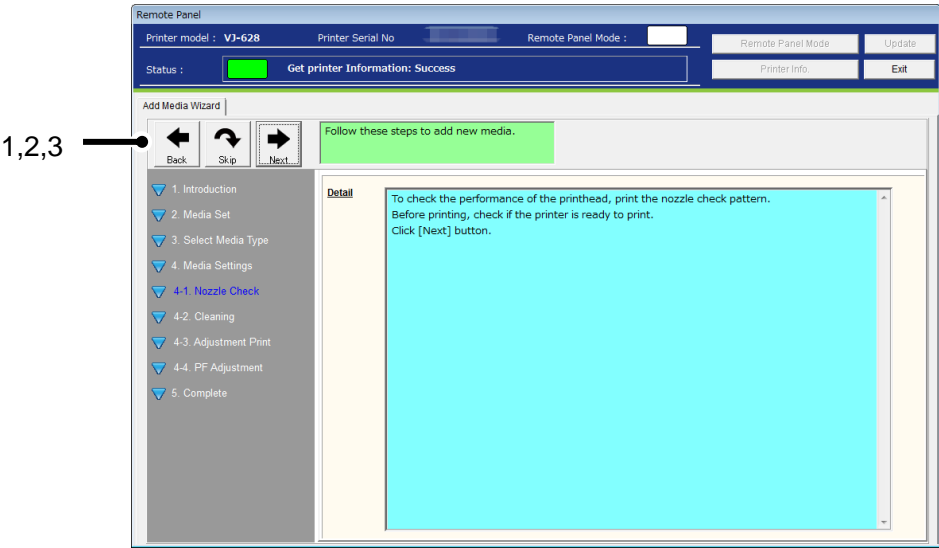 Remote Panel
Printer model : VJ-628 Printer Serial No Remote Panel Mode :
Remote Panel Mode Update
Status : Get printer Information: Success
Printer Info. Exit
Add Media Wizard
1,2,3
Back Skip Next
Follow these steps to add new media.
1. Introduction
2. Media Set
3. Select Media Type
4. Media Settings
4-1. Nozzle Check
4-2. Cleaning
4-3. Adjustment Print
4-4. PF Adjustment
5. Complete
Detail
To check the performance of the printhead, print the nozzle check pattern.
Before printing, check if the printer is ready to print.
Click [Next] button.